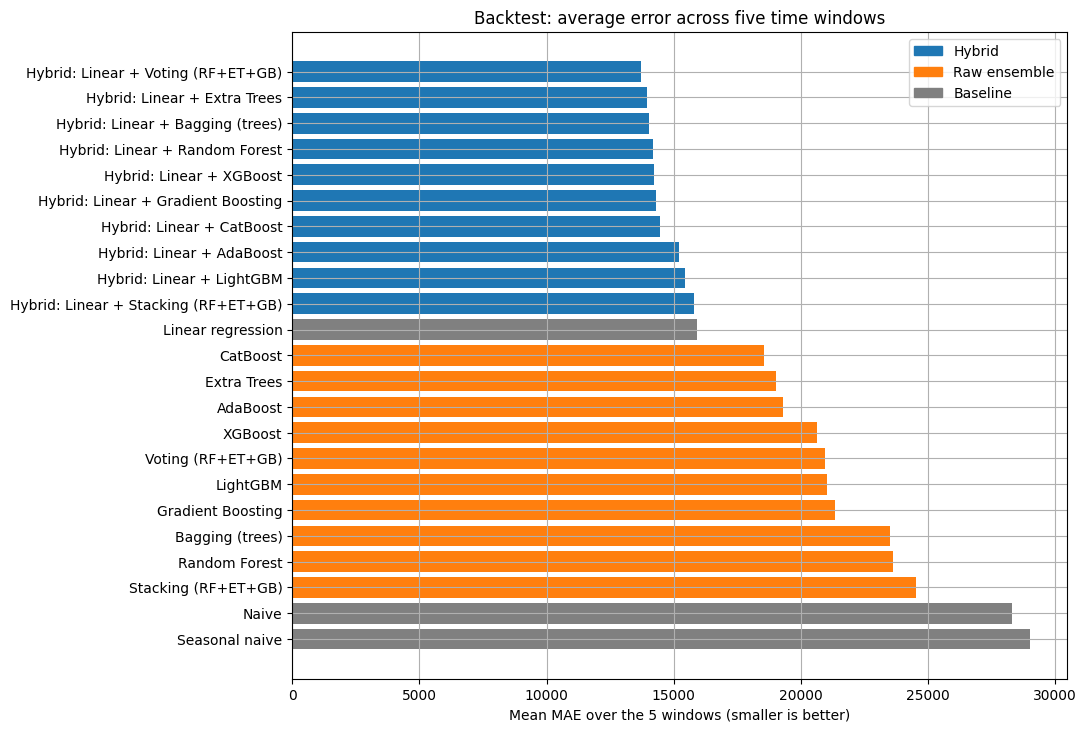 Backtest: average error across five time windows
Hybrid
Raw ensemble
Baseline
Hybrid: Linear + Voting (RF+ET+GB)
Hybrid: Linear + Extra Trees
Hybrid: Linear + Bagging (trees)
Hybrid: Linear + Random Forest
Hybrid: Linear + XGBoost
Hybrid: Linear + Gradient Boosting
Hybrid: Linear + CatBoost
Hybrid: Linear + AdaBoost
Hybrid: Linear + LightGBM
Hybrid: Linear + Stacking (RF+ET+GB)
Linear regression
CatBoost
Extra Trees
AdaBoost
XGBoost
Voting (RF+ET+GB)
LightGBM
Gradient Boosting
Bagging (trees)
Random Forest
Stacking (RF+ET+GB)
Naive
Seasonal naive
0 5000 10000 15000 20000 25000 30000
Mean MAE over the 5 windows (smaller is better)